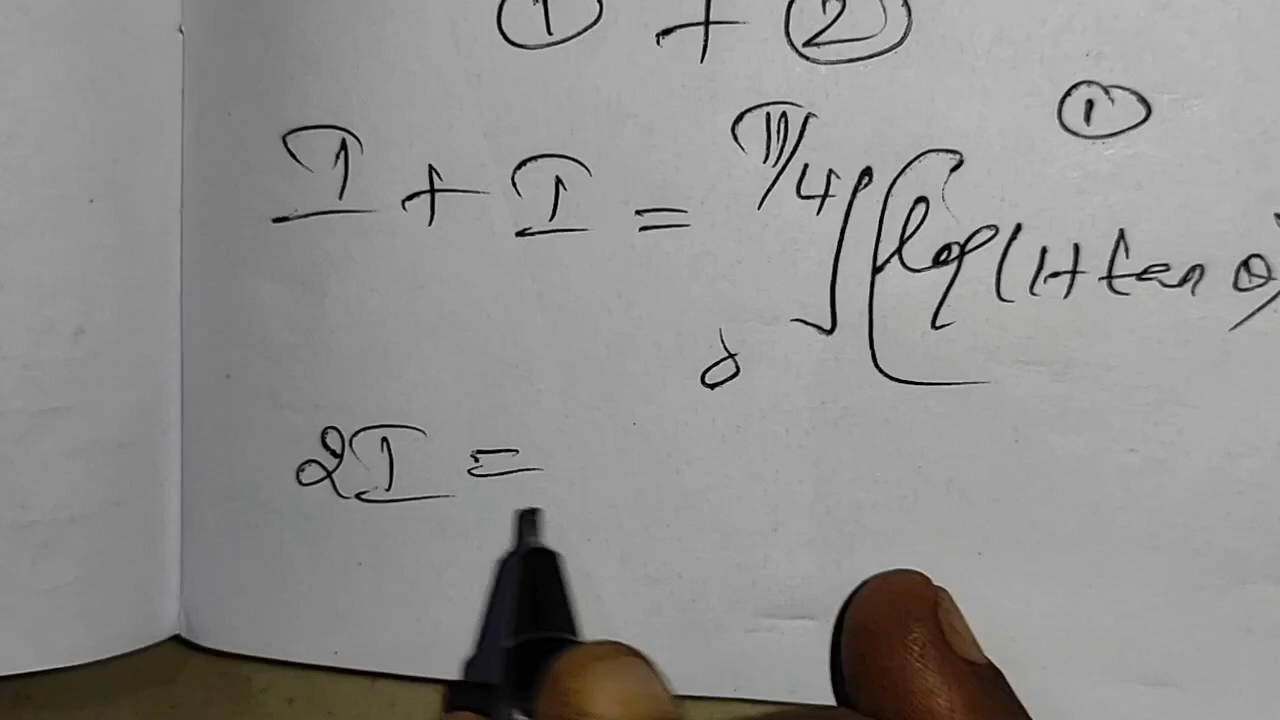 ① + ②
①
I + I = π/4 ∫ 0 [log(1+tan θ)
2I =